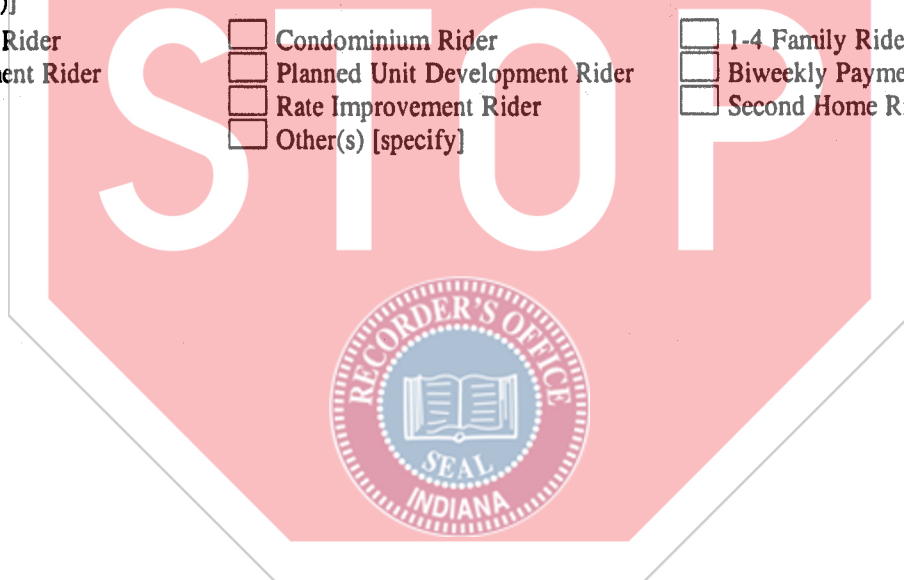 )]
Rider Condominium Rider 1-4 Family Ride
ent Rider Planned Unit Development Rider Biweekly Payme
Rate Improvement Rider Second Home R
Other(s) [specify]
STOP
RECORDER'S OFFICE
SEAL
INDIANA